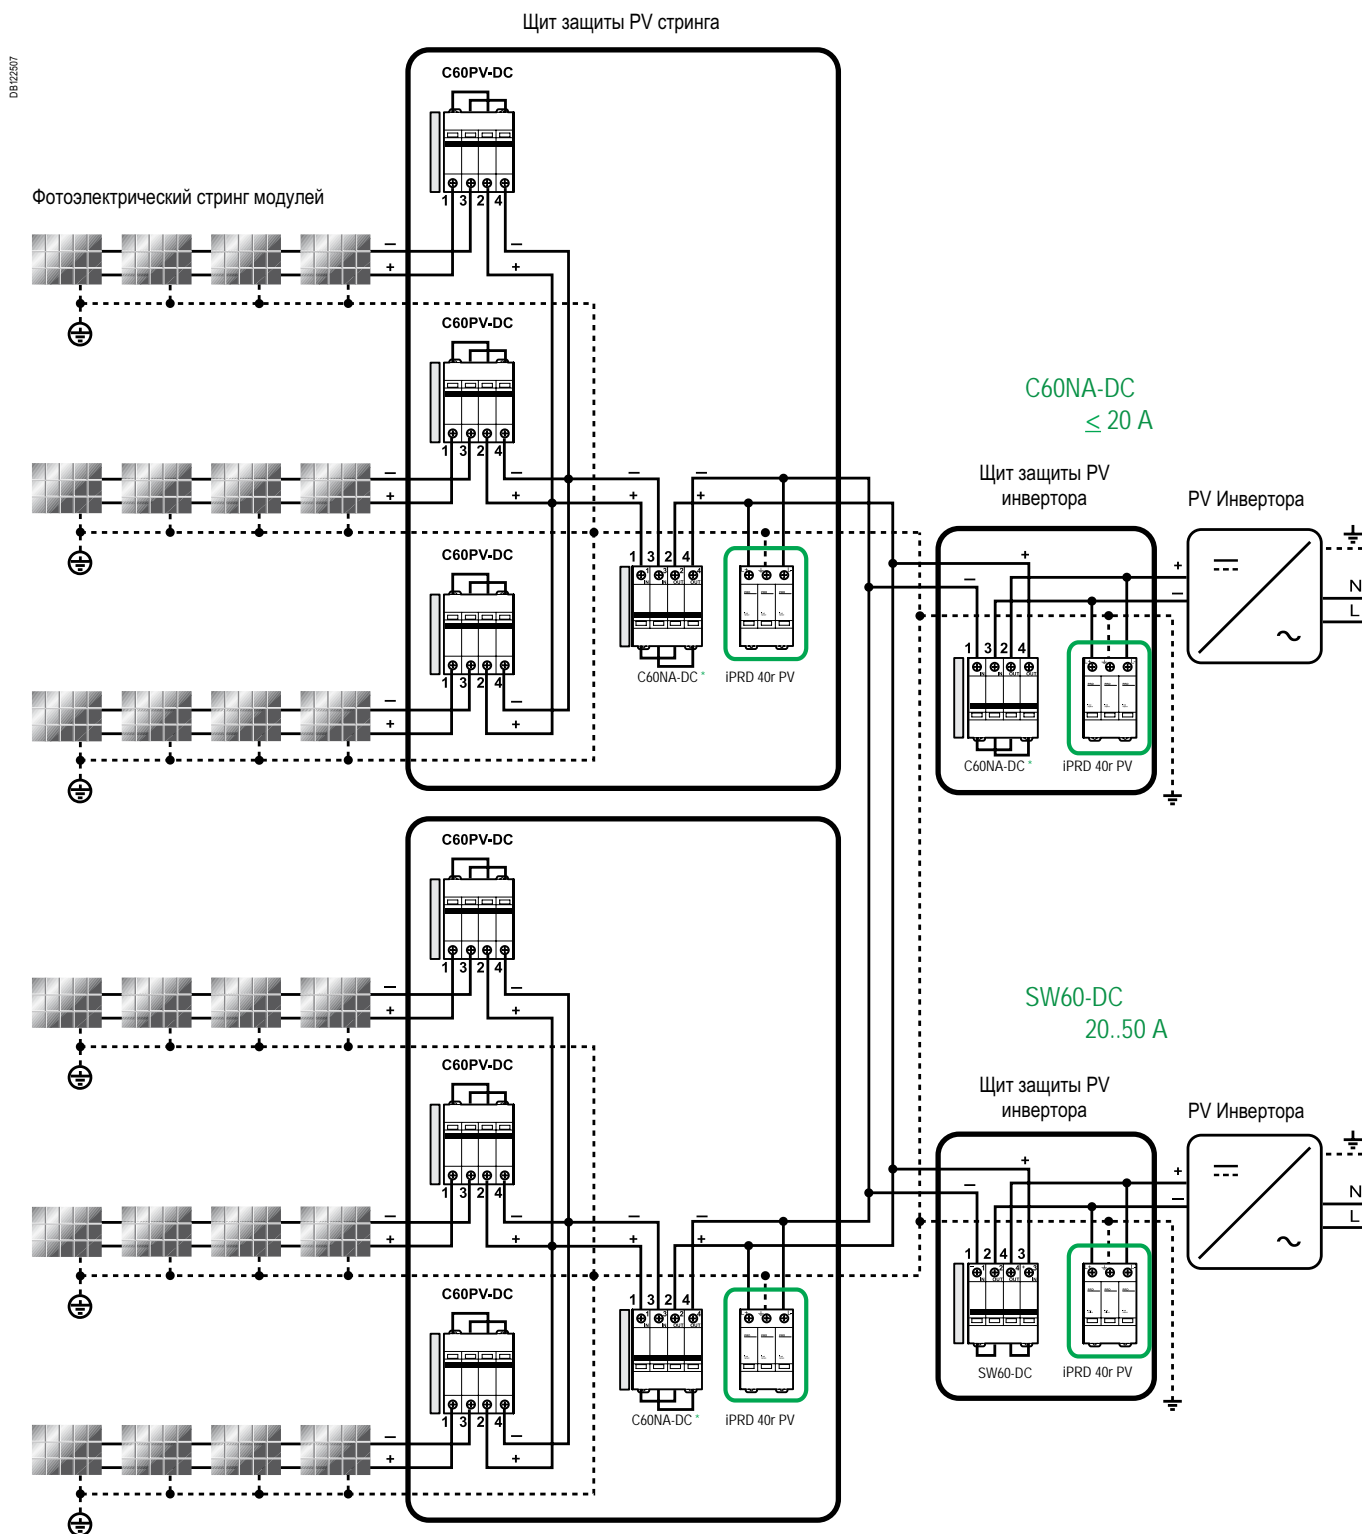 Щит защиты PV стринга
DB122507
C60PV-DC
Фотоэлектрический стринг модулей
1 3 2 4
– –
+ +
C60PV-DC
C60NA-DC
≤ 20 A
1 3 2 4
Щит защиты PV
инвертора
PV Инвертора
– – – –
+ + + +
C60PV-DC
1 3 2 4
+
+
–
–
N
L
1 3 2 4
1 3 2 4
C60NA-DC * iPRD 40r PV
– –
+ +
C60NA-DC * iPRD 40r PV
C60PV-DC
1 3 2 4
– –
+ +
SW60-DC
20..50 A
C60PV-DC
Щит защиты PV
инвертора
PV Инвертора
1 3 2 4
+
+
–
–
N
L
– – – –
+ + + +
1 2 4 3
C60PV-DC
1 3 2 4
SW60-DC iPRD 40r PV
C60NA-DC * iPRD 40r PV
1 3 2 4
– –
+ +